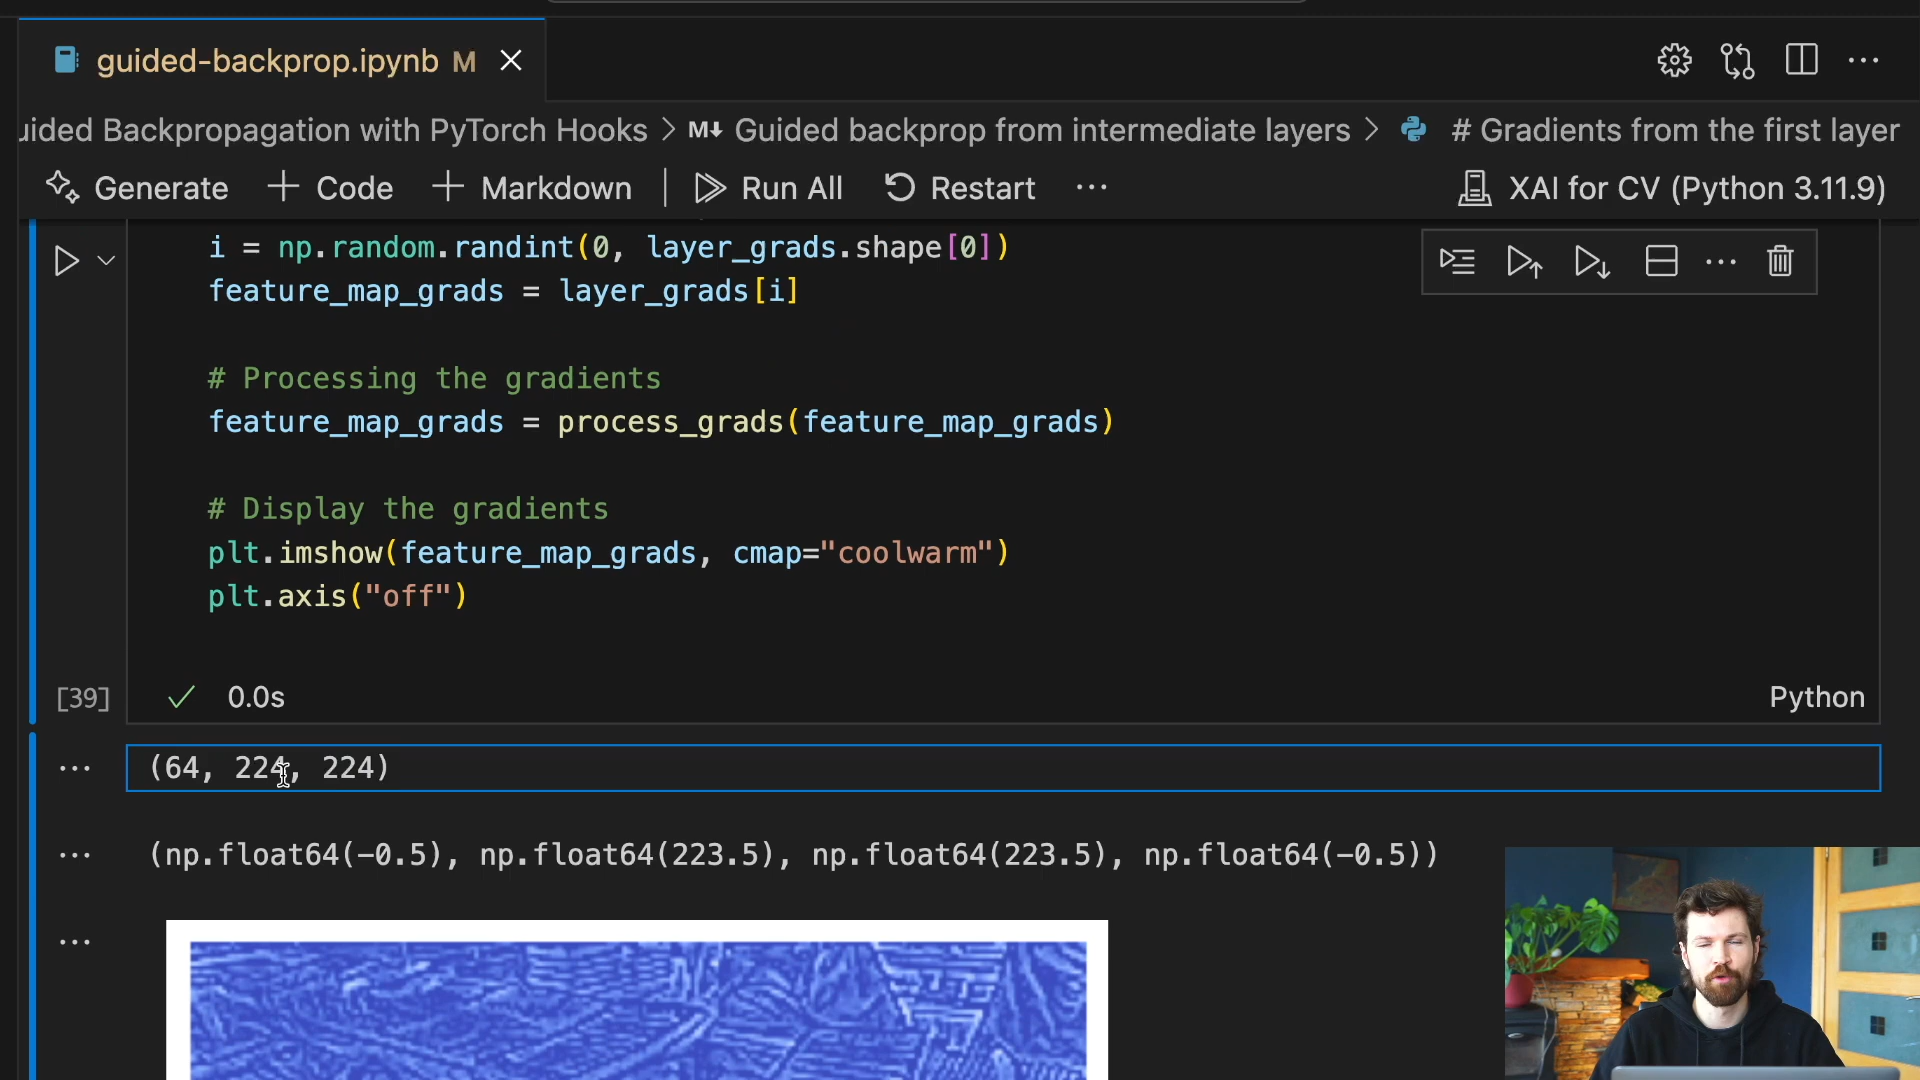 guided-backprop.ipynb M
uided Backpropagation with PyTorch Hooks > M↓ Guided backprop from intermediate layers > # Gradients from the first layer
Generate + Code + Markdown | Run All Restart ··· XAI for CV (Python 3.11.9)
i = np.random.randint(0, layer_grads.shape[0])
feature_map_grads = layer_grads[i]
# Processing the gradients
feature_map_grads = process_grads(feature_map_grads)
# Display the gradients
plt.imshow(feature_map_grads, cmap="coolwarm")
plt.axis("off")
[39] 0.0s Python
(64, 224, 224)
(np.float64(-0.5), np.float64(223.5), np.float64(223.5), np.float64(-0.5))